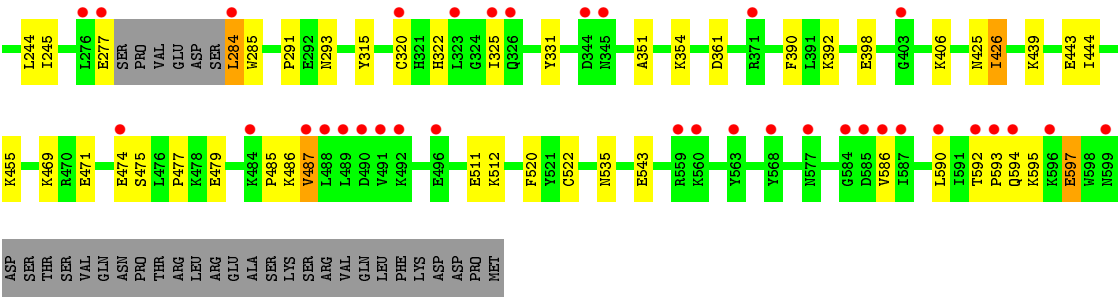 L244 I245 L276 E277 SER PRO VAL GLU ASP SER L284 W285 P291 E292 N293 Y315 C320 H321 H322 L323 G324 I325 Q326 Y331 D344 N345 A351 K354 D361 R371 F390 L391 K392 E398 G403 K406 N425 I426 K439 E443 I444
K455 K469 R470 E471 E474 S475 L476 P477 K478 E479 K484 P485 K486 V487 L488 L489 D490 V491 K492 E496 E511 K512 F520 Y521 C522 N535 E543 R559 K560 Y563 Y568 N577 G584 D585 V586 I587 L590 I591 T592 P593 Q594 K595 K596 E597 W598 N599
ASP SER THR SER VAL GLN ASN PRO THR ARG LEU ARG GLU ALA SER LYS SER ARG VAL GLN LEU PHE LYS ASP ASP PRO MET